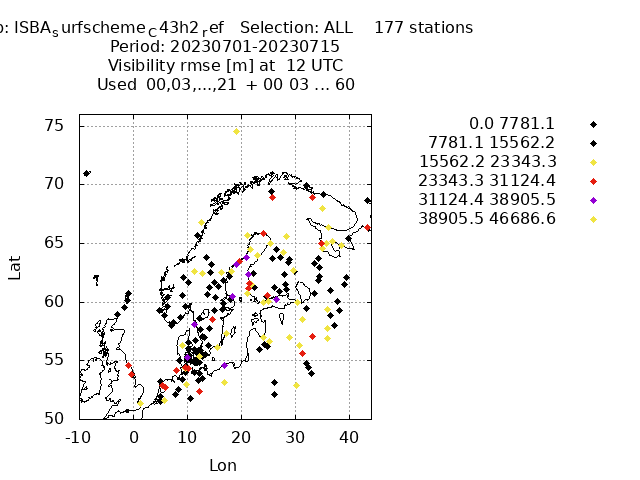 p: ISBA_surfscheme_C43h2_ref Selection: ALL 177 stations
Period: 20230701-20230715
Visibility rmse [m] at 12 UTC
Used 00,03,...,21 + 00 03 ... 60
0.0 7781.1
7781.1 15562.2
15562.2 23343.3
23343.3 31124.4
31124.4 38905.5
38905.5 46686.6
75
70
65
60
55
50
Lat
-10 0 10 20 30 40
Lon